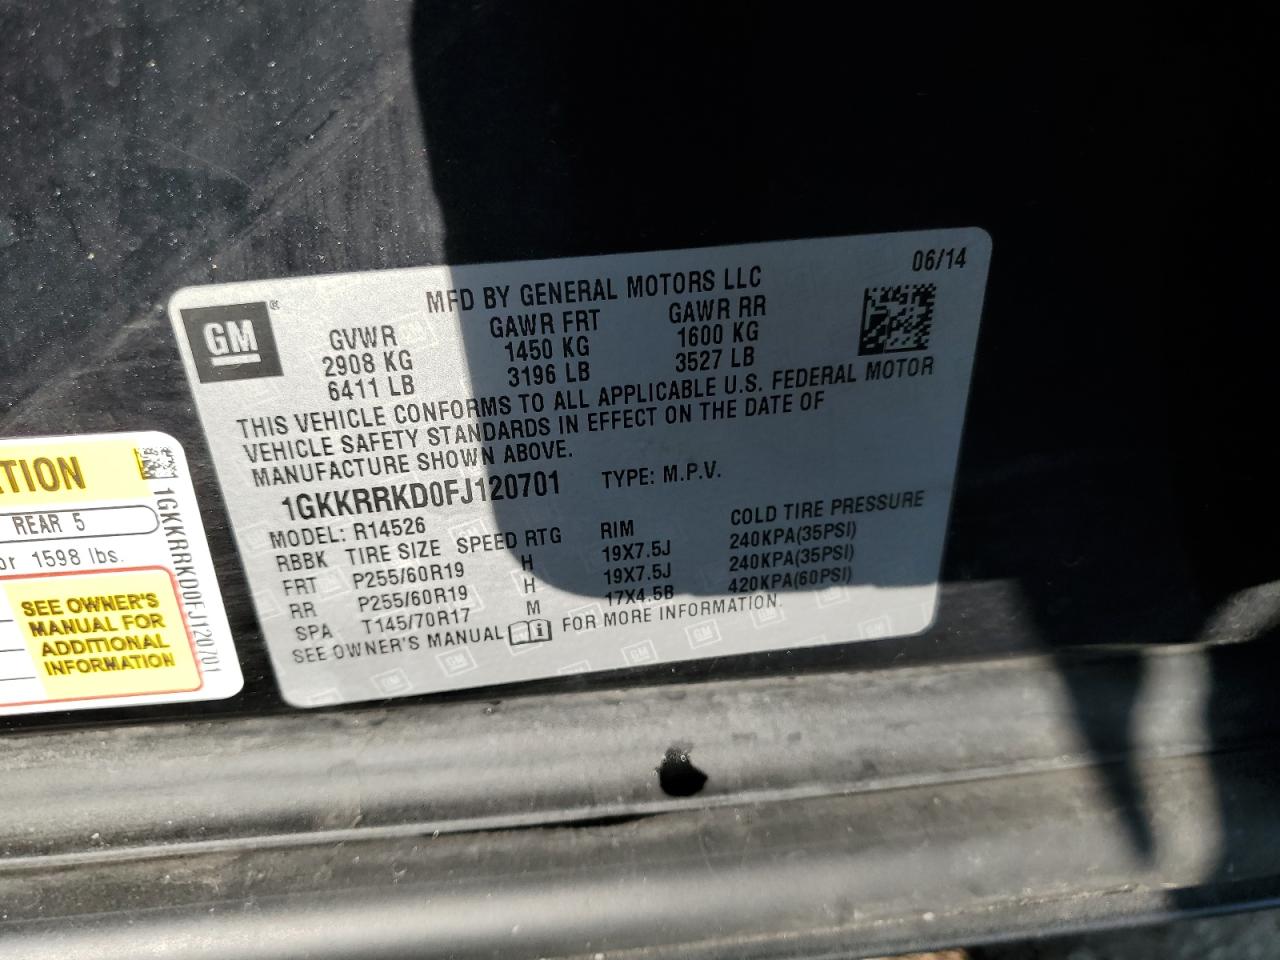 06/14
GM®
MFD BY GENERAL MOTORS LLC
GVWR GAWR FRT GAWR RR
2908 KG 1450 KG 1600 KG
6411 LB 3196 LB 3527 LB
THIS VEHICLE CONFORMS TO ALL APPLICABLE U.S. FEDERAL MOTOR
VEHICLE SAFETY STANDARDS IN EFFECT ON THE DATE OF
MANUFACTURE SHOWN ABOVE.
1GKKRRKD0FJ120701 TYPE: M.P.V.
MODEL: R14526
RBBK TIRE SIZE SPEED RTG RIM COLD TIRE PRESSURE
FRT P255/60R19 H 19X7.5J 240KPA(35PSI)
RR P255/60R19 H 19X7.5J 240KPA(35PSI)
SPA T145/70R17 M 17X4.5B 420KPA(60PSI)
SEE OWNER'S MANUAL FOR MORE INFORMATION.
REAR 5
1598 lbs.
SEE OWNER'S
MANUAL FOR
ADDITIONAL
INFORMATION
1GKKRRKD0FJ120701